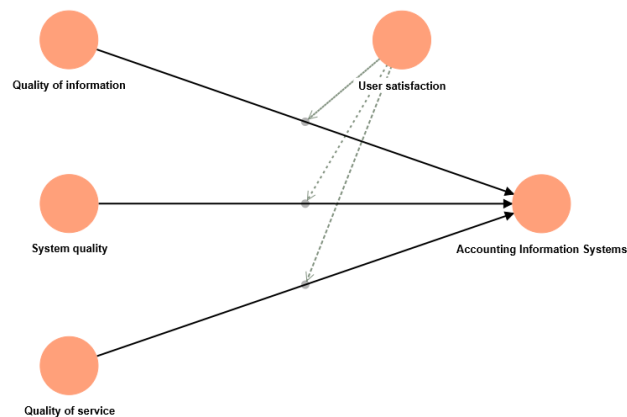 Quality of information
User satisfaction
System quality
Accounting Information Systems
Quality of service